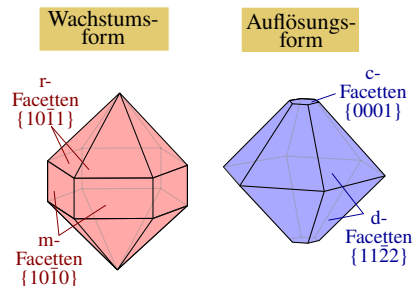 Wachstums-
form
Auflösungs-
form
r-
Facetten
{101̄1}
m-
Facetten
{101̄0}
c-
Facetten
{0001}
d-
Facetten
{112̄2}